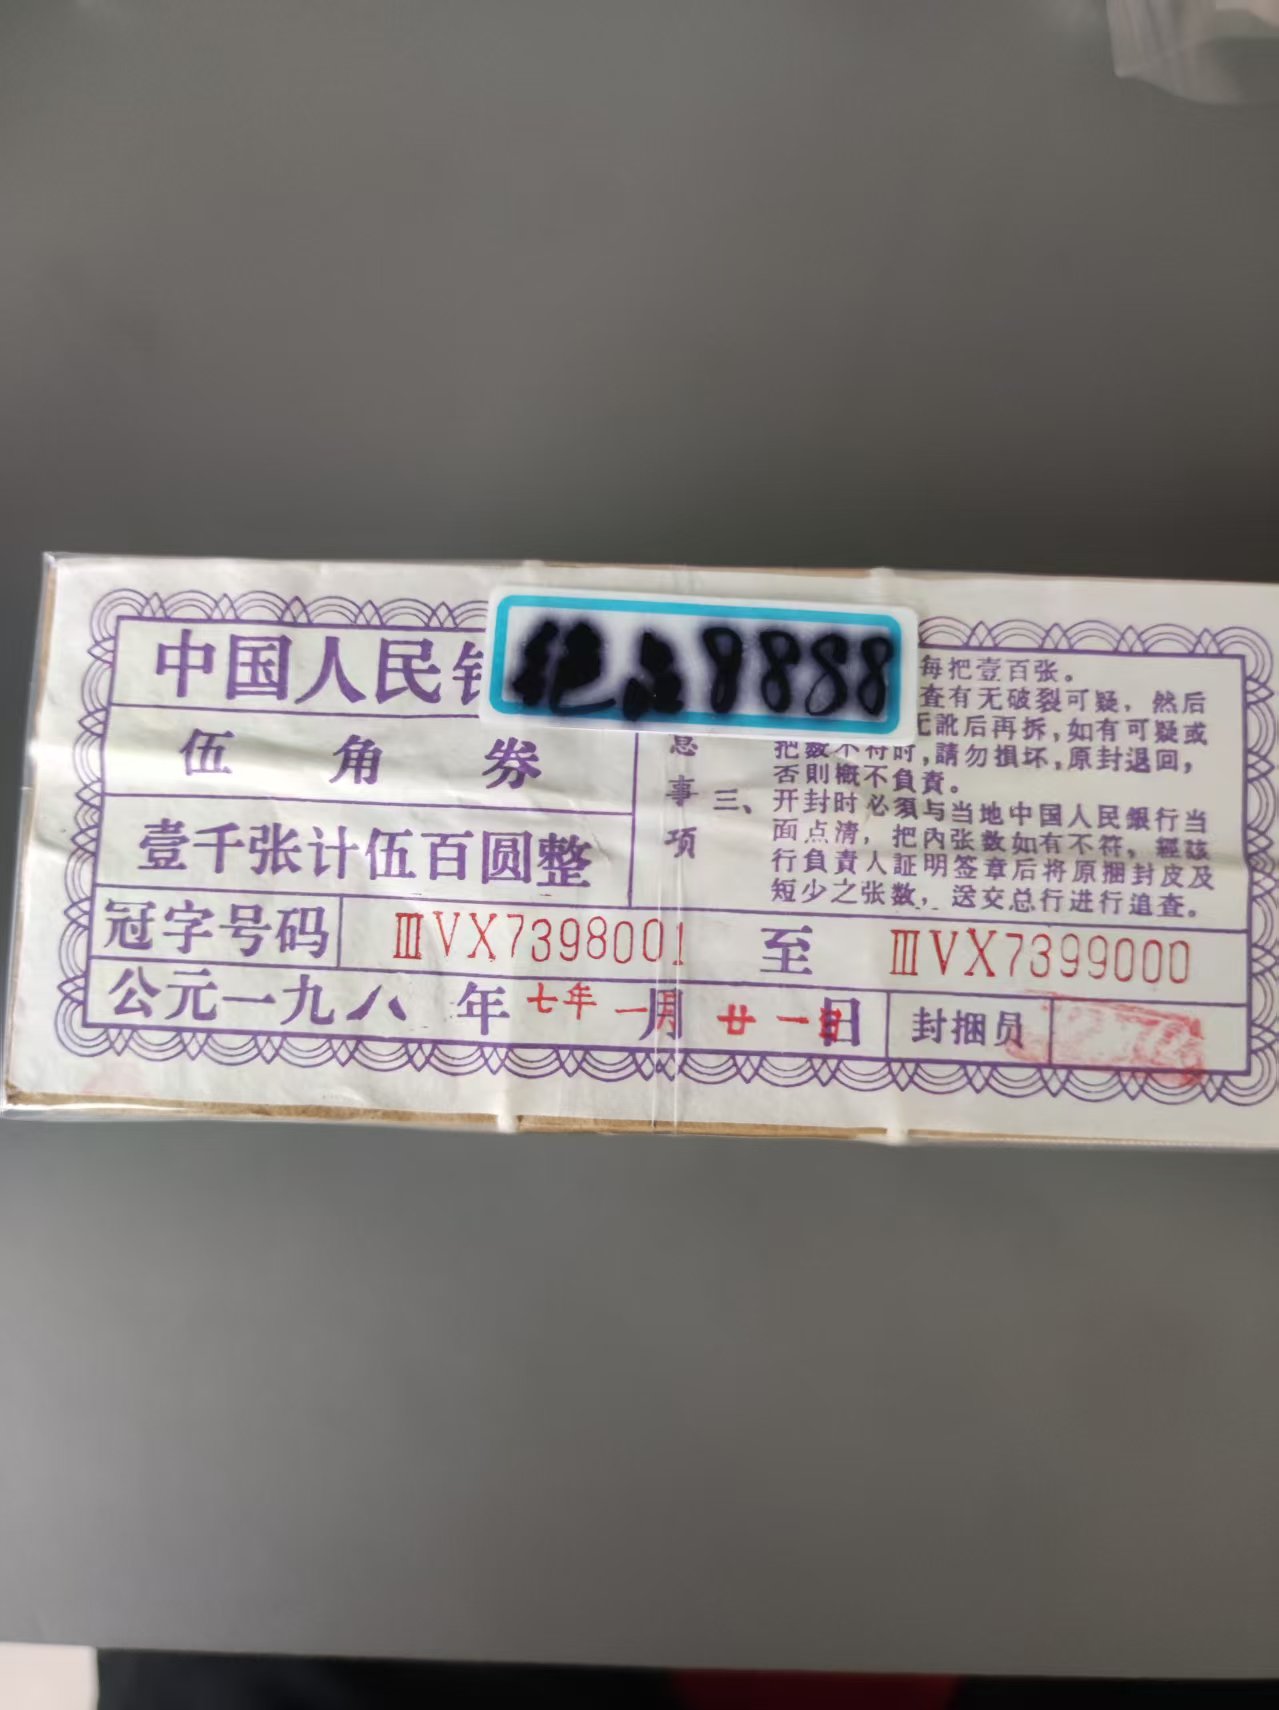 中国人民
8888
伍角券
壹千张计伍百圆整
事
项
每把壹百张。
查有无破裂可疑，然后
无訛后再拆，如有可疑或
把数不符时，請勿損坏，原封退回，
否則概不負責。
三、开封时必須与当地中国人民銀行当
面点清，把内张数如有不符，經該
行負責人証明签章后将原捆封皮及
短少之张数，送交总行进行追查。
冠字号码 ⅢVX7398001 至 ⅢVX7399000
公元一九八 年 七年 一月 廿一日 封捆员